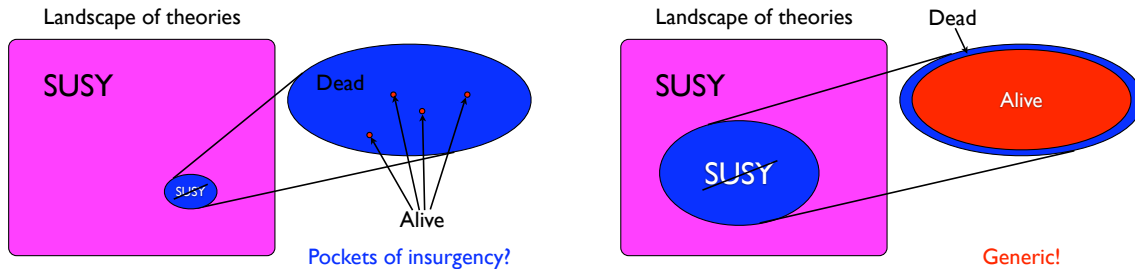 Landscape of theories
SUSY
Dead
SUSY
Alive
Pockets of insurgency?
Landscape of theories
Dead
SUSY
Alive
SUSY
Generic!